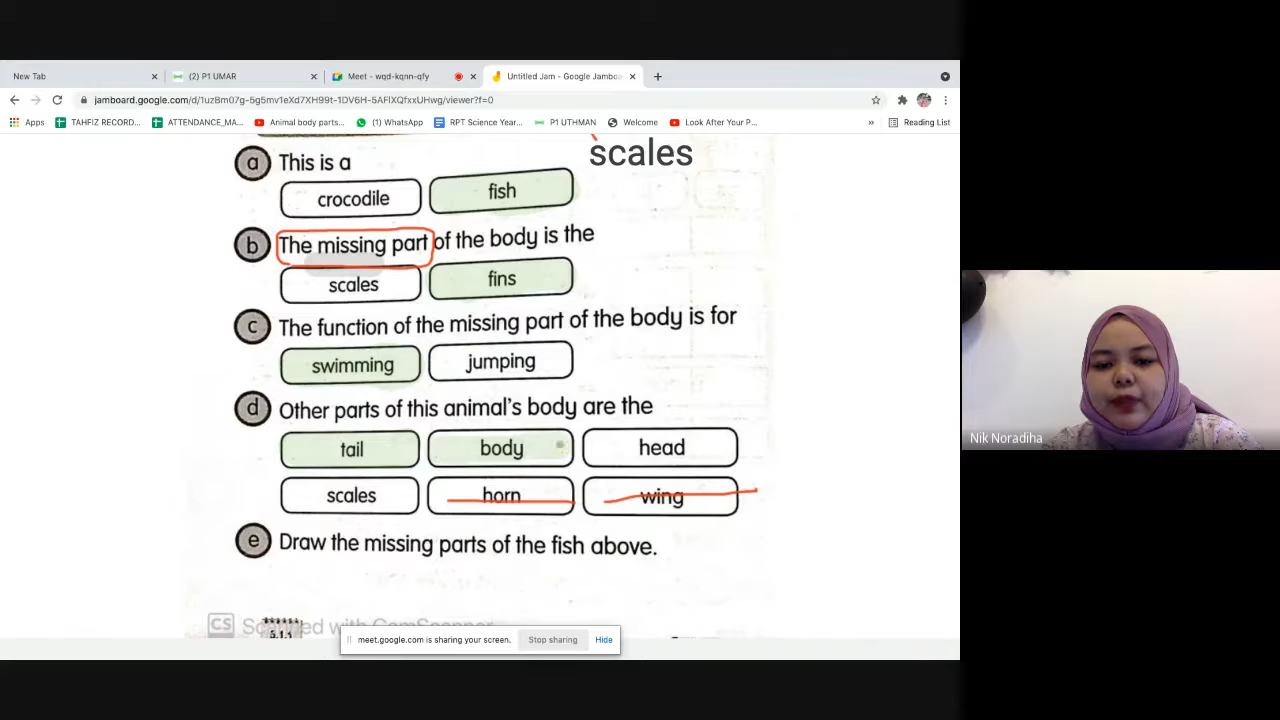 New Tab
(2) P1 UMAR
Meet - wqd-kqnn-qfy
Untitled Jam - Google Jamboa
jamboard.google.com/d/1uzBm07g-5g5mv1eXd7XH99t-1DV6H-5AFlXQfxxUHwg/viewer?f=0
Apps
TAHFIZ RECORD...
ATTENDANCE_MA...
Animal body parts...
(1) WhatsApp
RPT Science Year...
P1 UTHMAN
Welcome
Look After Your P...
»
Reading List
scales
a This is a
crocodile fish
b The missing part of the body is the
scales fins
c The function of the missing part of the body is for
swimming jumping
d Other parts of this animal's body are the
tail body head
scales horn wing
e Draw the missing parts of the fish above.
CS Scanned with CamScanner
5.1.1
meet.google.com is sharing your screen. Stop sharing Hide
Nik Noradiha